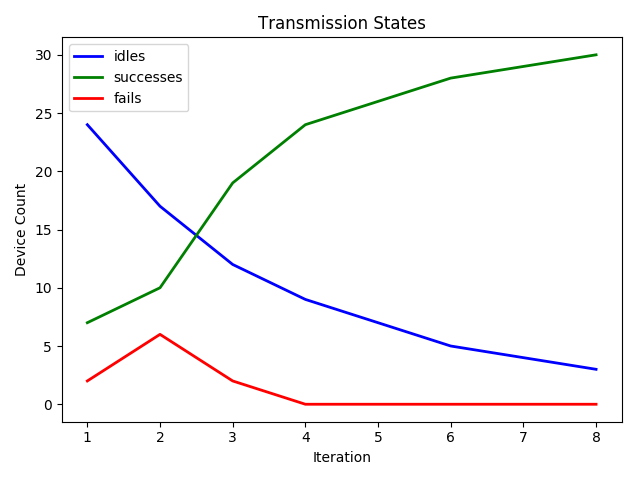 Transmission States
idles
successes
fails
30
25
20
15
10
5
0
Device Count
1 2 3 4 5 6 7 8
Iteration